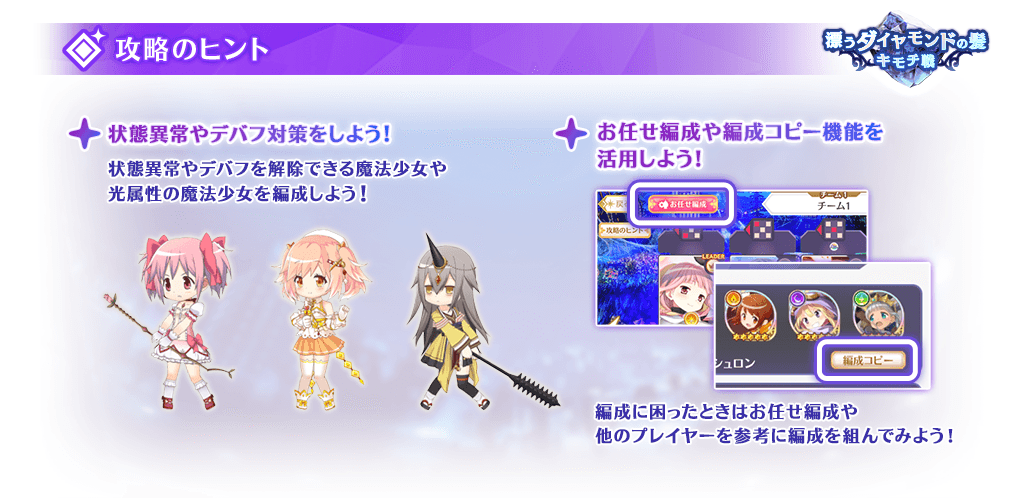 攻略のヒント
漂うダイヤモンドの髪
キモチ戦
状態異常やデバフ対策をしよう!
状態異常やデバフを解除できる魔法少女や
光属性の魔法少女を編成しよう!
お任せ編成や編成コピー機能を
活用しよう!
戻
お任せ編成
チーム1
攻略のヒント
LEADER
シュロン
編成コピー
編成に困ったときはお任せ編成や
他のプレイヤーを参考に編成を組んでみよう!